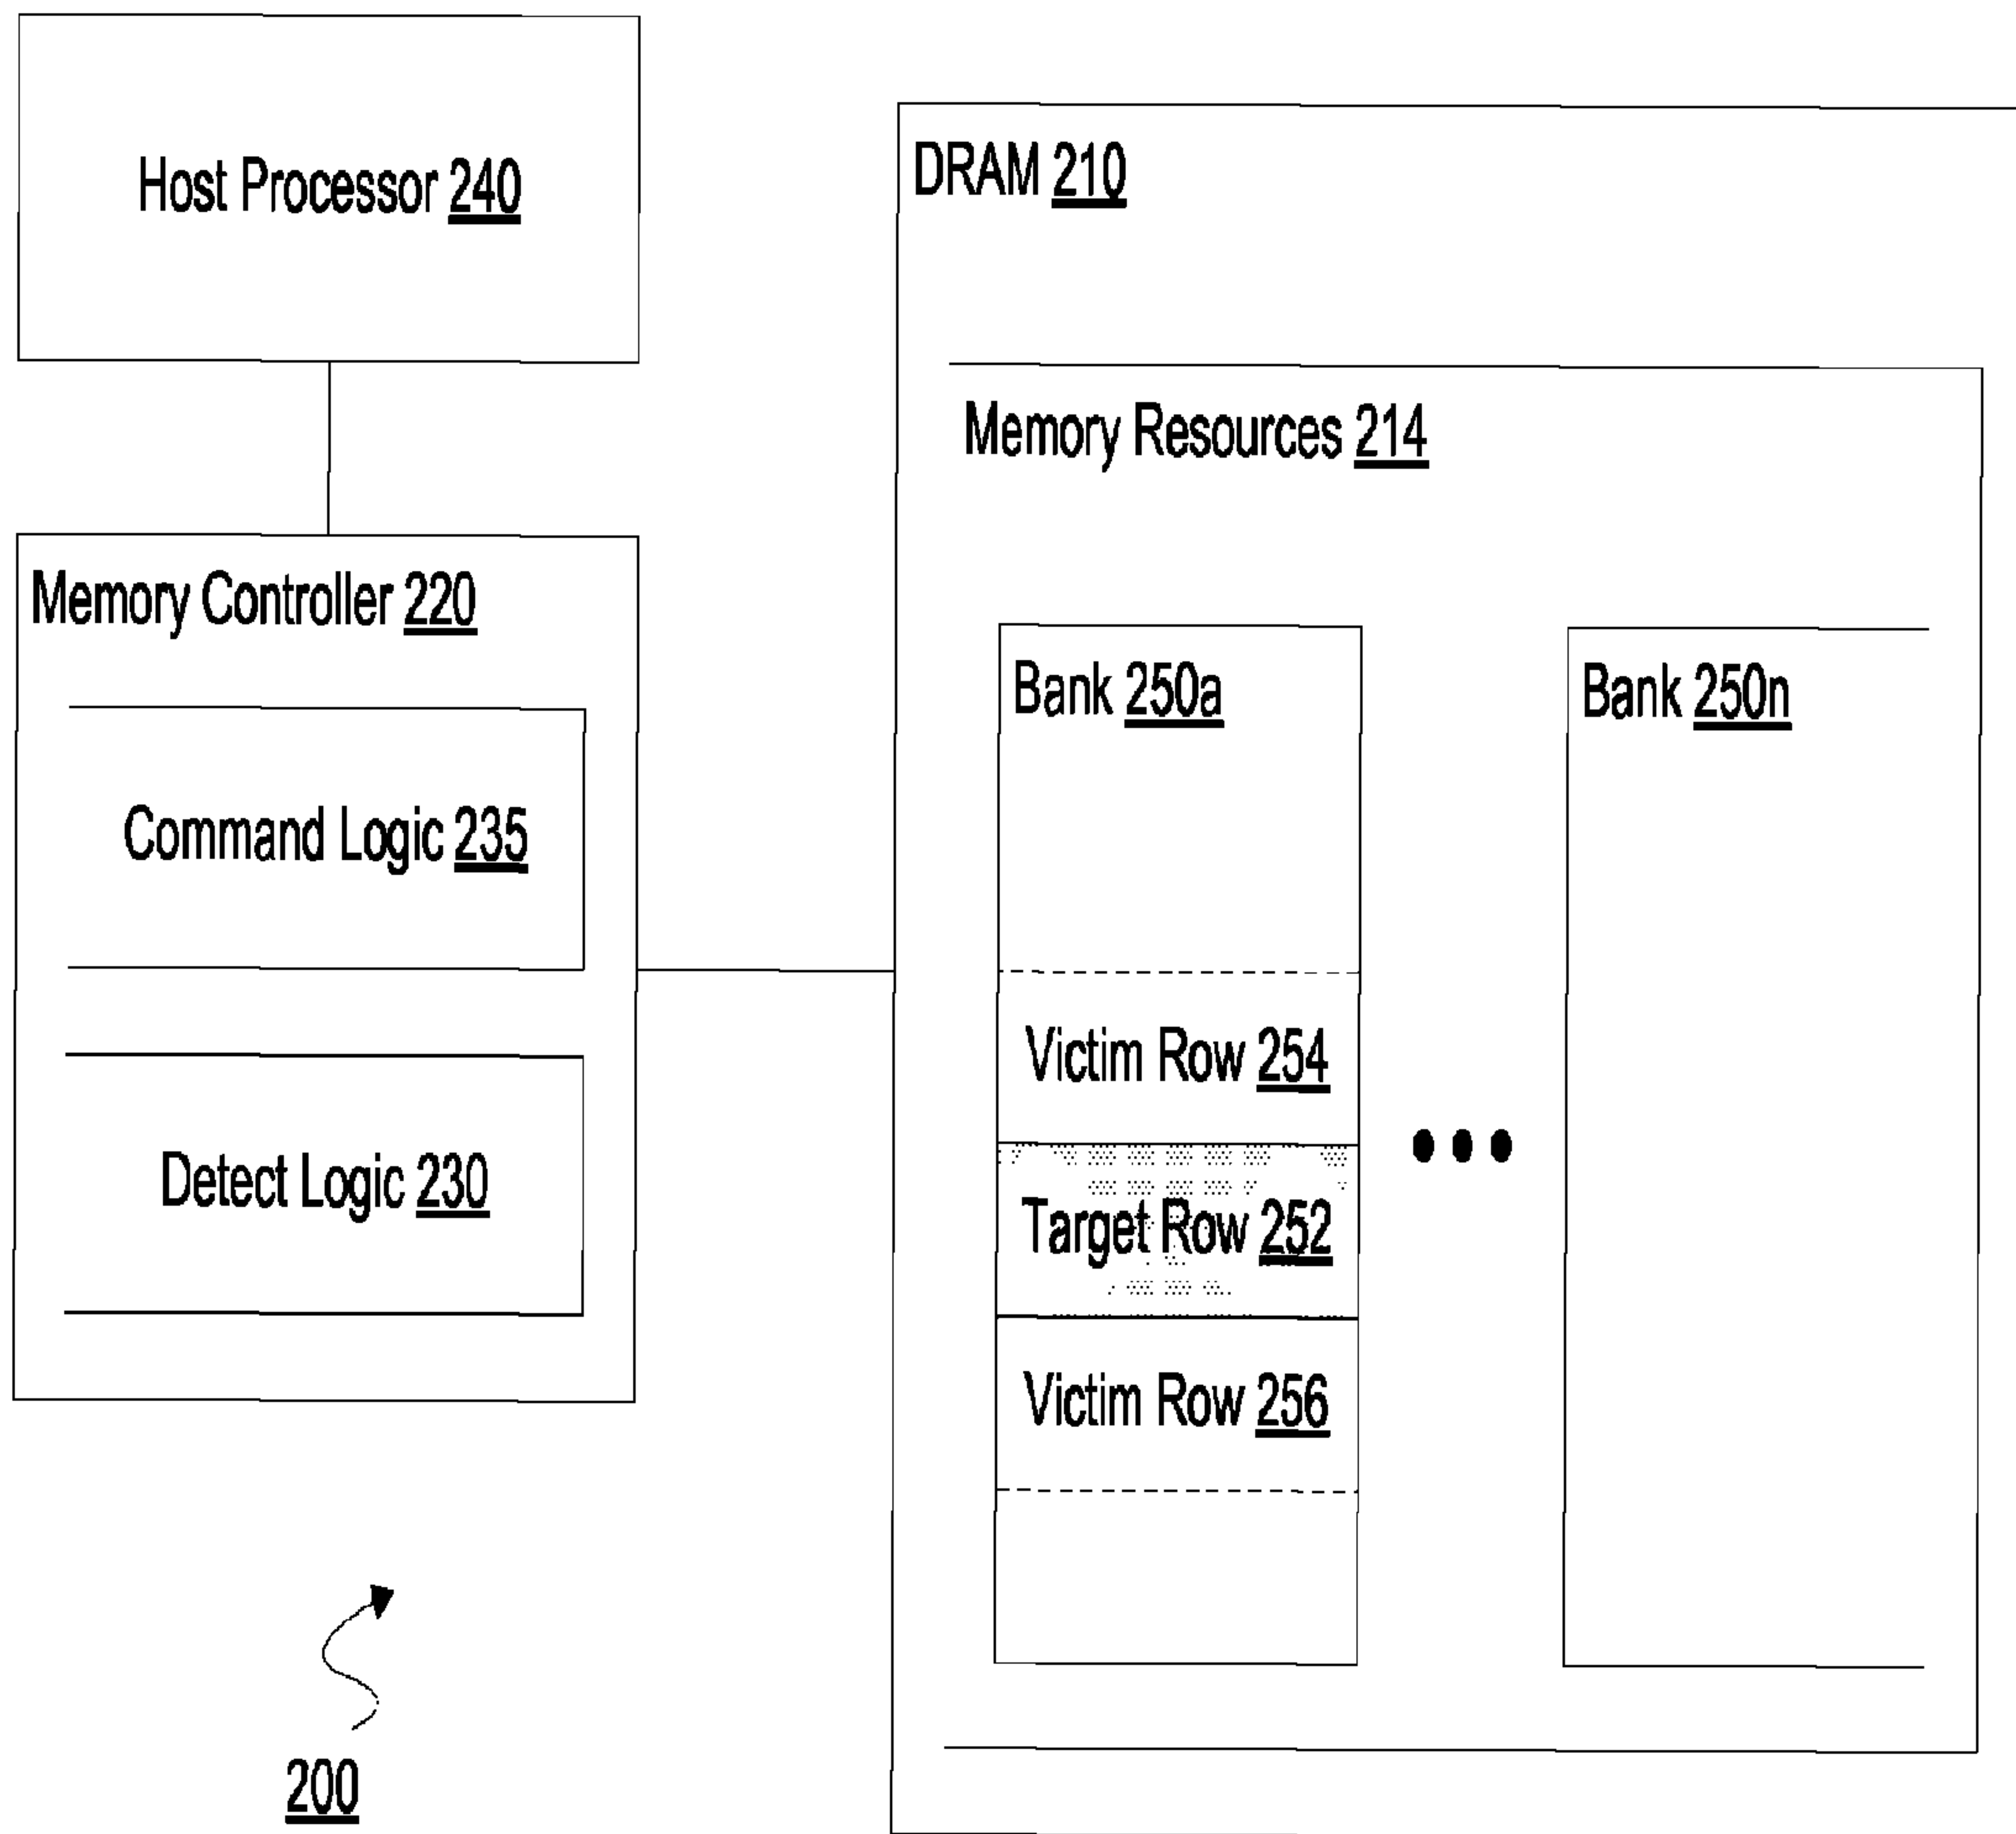 Host Processor 240
DRAM 210
Memory Resources 214
Memory Controller 220
Command Logic 235
Detect Logic 230
Bank 250a
Bank 250n
Victim Row 254
Target Row 252
Victim Row 256
200